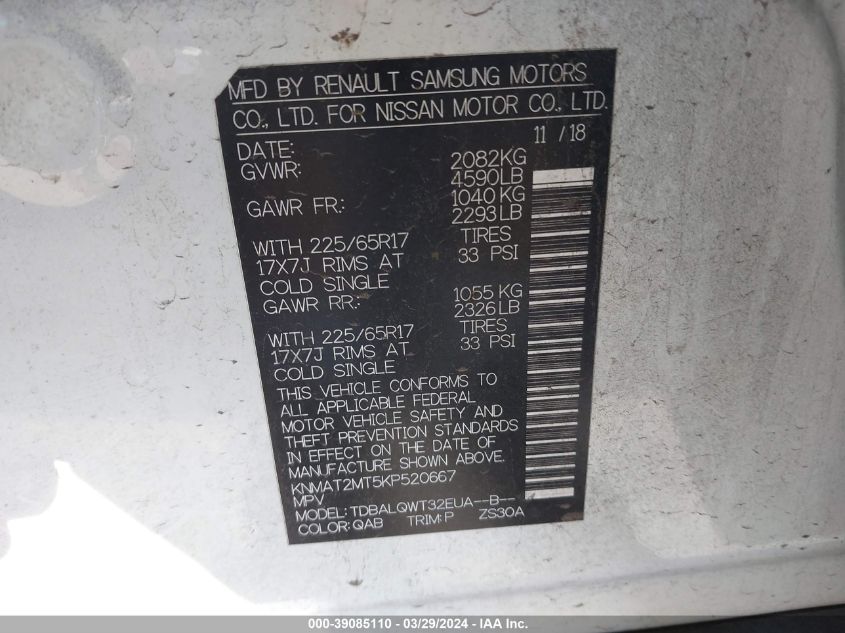 MFD BY RENAULT SAMSUNG MOTORS
CO., LTD. FOR NISSAN MOTOR CO., LTD.
DATE: 11 / 18
GVWR: 2082KG
4590LB
GAWR FR.: 1040 KG
2293 LB
WITH 225/65R17 TIRES
17X7J RIMS AT 33 PSI
COLD SINGLE
GAWR RR.: 1055 KG
2326 LB
WITH 225/65R17 TIRES
17X7J RIMS AT 33 PSI
COLD SINGLE
THIS VEHICLE CONFORMS TO
ALL APPLICABLE FEDERAL
MOTOR VEHICLE SAFETY AND
THEFT PREVENTION STANDARDS
IN EFFECT ON THE DATE OF
MANUFACTURE SHOWN ABOVE.
KNMAT2MT5KP520667
MPV
MODEL: TDBALQWT32EUA--B--
COLOR: QAB TRIM: P ZS30A
000-39085110 - 03/29/2024 - IAA Inc.